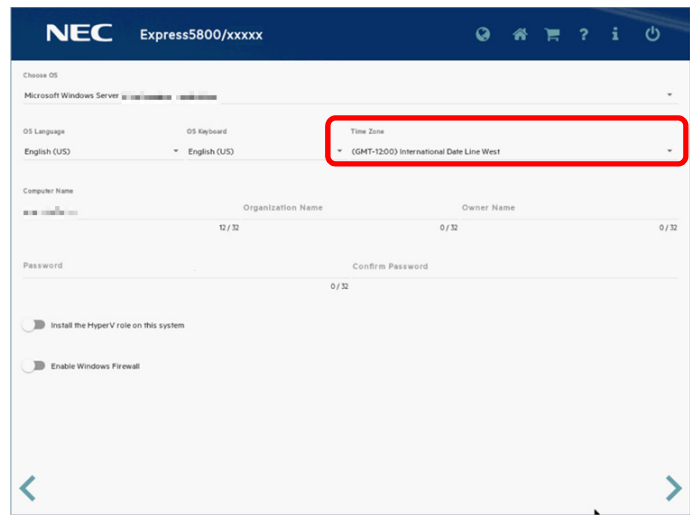 NEC Express5800/xxxxx ?
Choose OS
Microsoft Windows Server
OS Language OS Keyboard Time Zone
English (US) English (US) (GMT-12:00) International Date Line West
Computer Name
Organization Name Owner Name
12 / 32 0 / 32 0 / 32
Password Confirm Password
0 / 32
Install the HyperV role on this system
Enable Windows Firewall